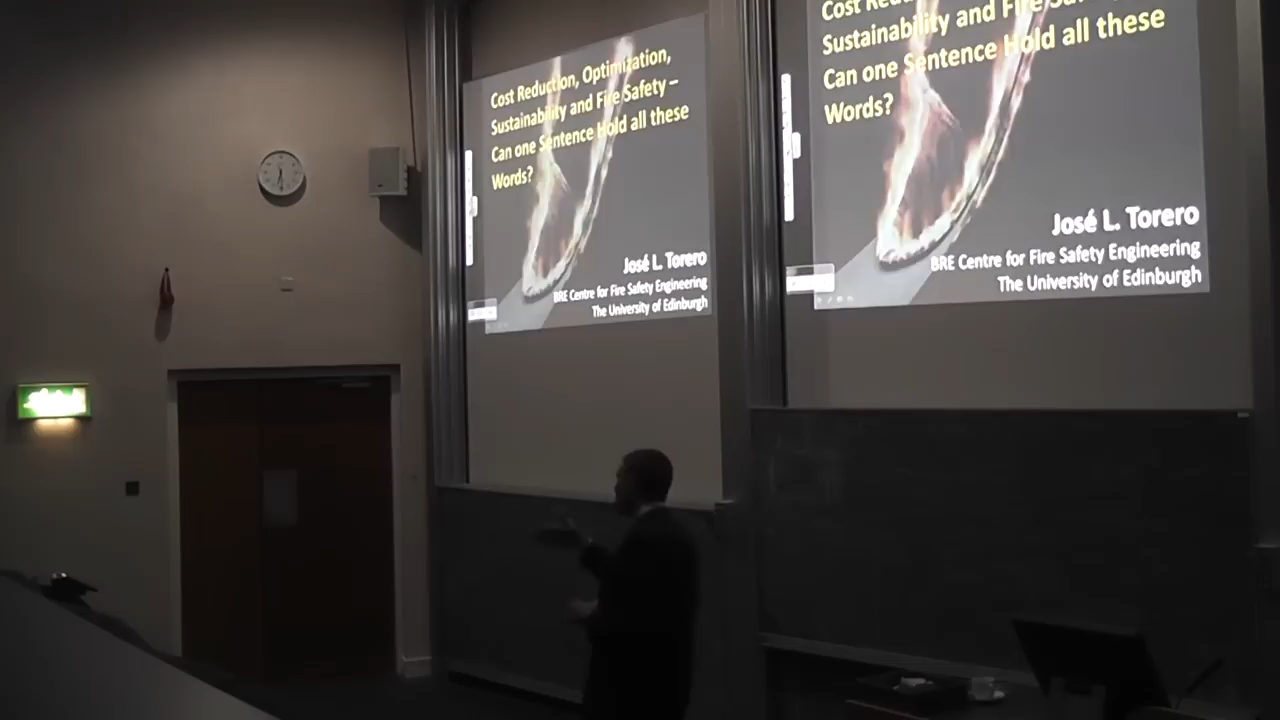 Cost Reduction, Optimization,
Sustainability and Fire Safety –
Can one Sentence Hold all these
Words?
José L. Torero
BRE Centre for Fire Safety Engineering
The University of Edinburgh
Cost
Sustainability and Fire
Can one Sentence Hold all these
Words?
José L. Torero
BRE Centre for Fire Safety Engineering
The University of Edinburgh